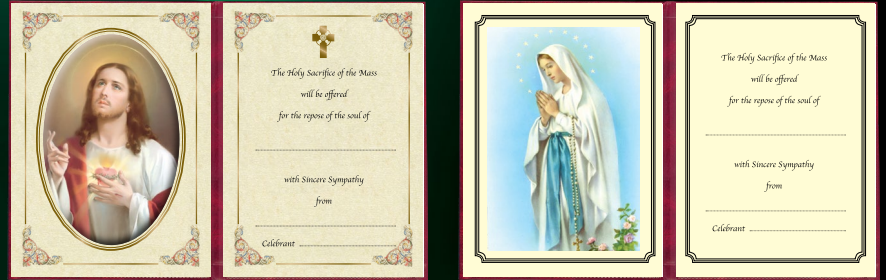 The Holy Sacrifice of the Mass
will be offered
for the repose of the soul of
with Sincere Sympathy
from
Celebrant
The Holy Sacrifice of the Mass
will be offered
for the repose of the soul of
with Sincere Sympathy
from
Celebrant